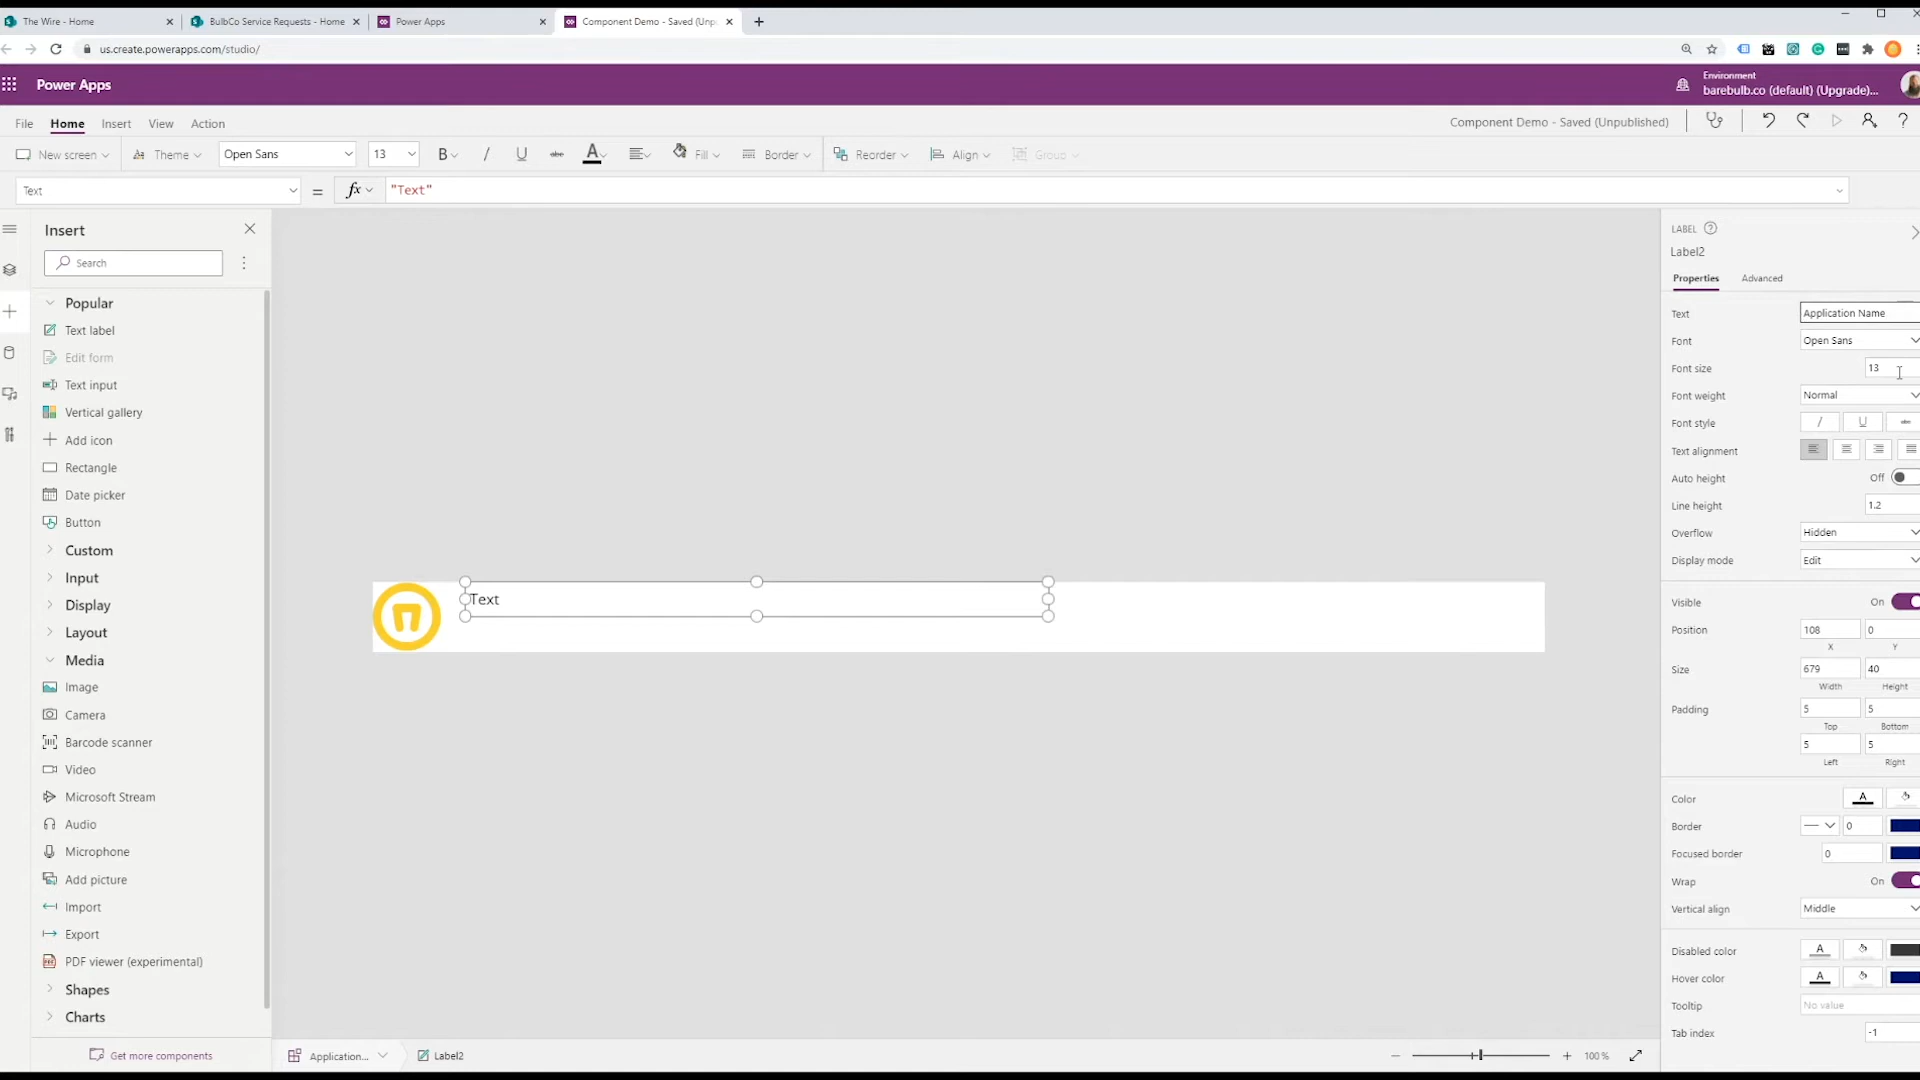 The Wire - Home
BulbCo Service Requests - Home
Power Apps
Component Demo - Saved (Unp
us.create.powerapps.com/studio/
Power Apps
Environment
barebulb.co (default) (Upgrade)...
File Home Insert View Action
Component Demo - Saved (Unpublished)
New screen Theme Open Sans 13 B / U abc A Fill Border Reorder Align Group
Text = fx "Text"
Insert
Search
Popular
Text label
Edit form
Text input
Vertical gallery
Add icon
Rectangle
Date picker
Button
Custom
Input
Display
Layout
Media
Image
Camera
Barcode scanner
Video
Microsoft Stream
Audio
Microphone
Add picture
Import
Export
PDF viewer (experimental)
Shapes
Charts
Get more components
Text
Application...
Label2
100 %
LABEL
Label2
Properties Advanced
Text Application Name
Font Open Sans
Font size 13
Font weight Normal
Font style / U abc
Text alignment
Auto height Off
Line height 1.2
Overflow Hidden
Display mode Edit
Visible On
Position 108 0
X Y
Size 679 40
Width Height
Padding 5 5
Top Bottom
5 5
Left Right
Color A
Border 0
Focused border 0
Wrap On
Vertical align Middle
Disabled color A
Hover color A
Tooltip No value
Tab index -1